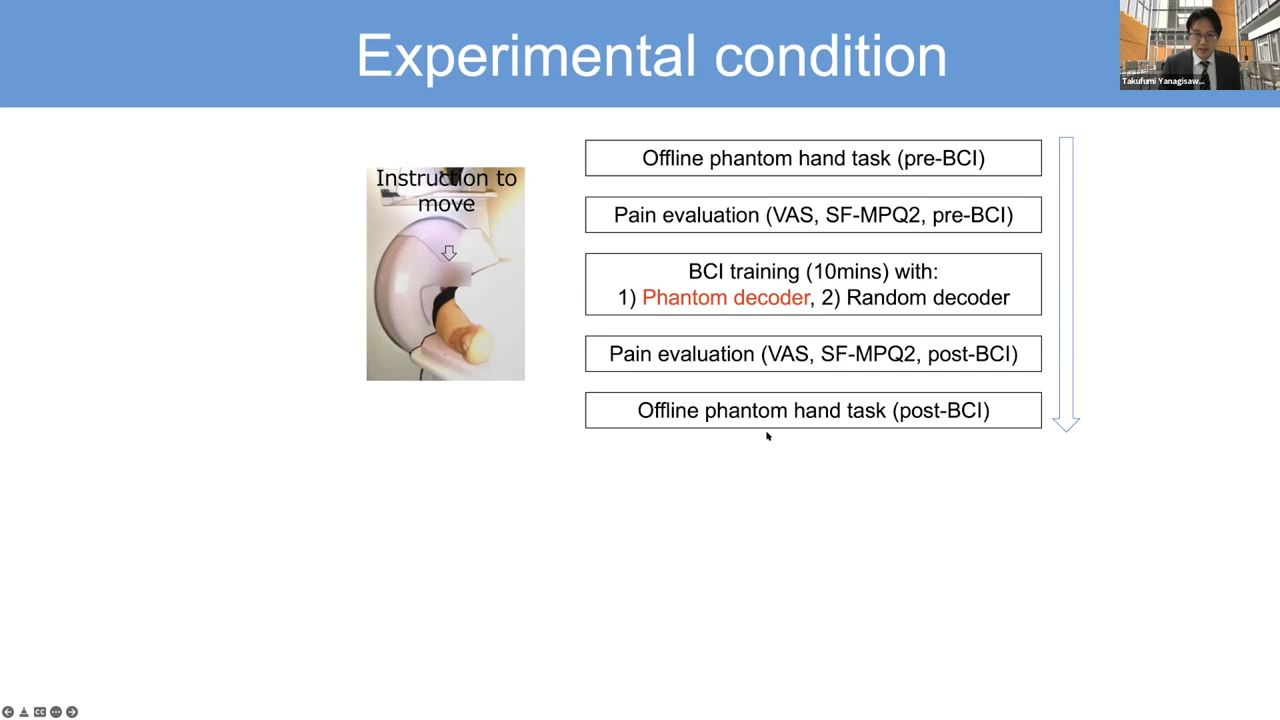 Experimental condition
Takufumi Yanagisaw...
Instruction to
move
Offline phantom hand task (pre-BCI)
Pain evaluation (VAS, SF-MPQ2, pre-BCI)
BCI training (10mins) with:
1) Phantom decoder, 2) Random decoder
Pain evaluation (VAS, SF-MPQ2, post-BCI)
Offline phantom hand task (post-BCI)
CC